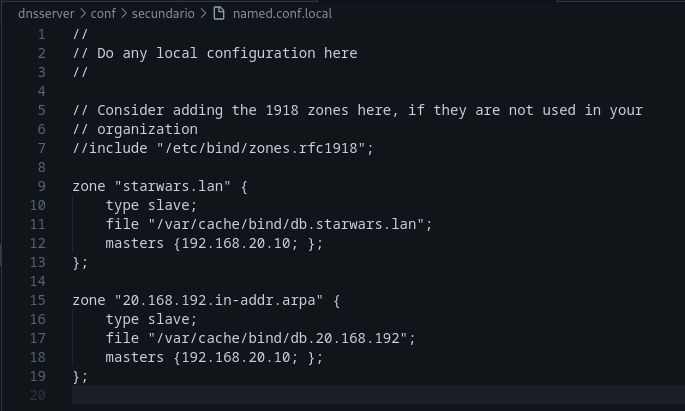 dnsserver > conf > secundario > named.conf.local
1 //
2 // Do any local configuration here
3 //
4
5 // Consider adding the 1918 zones here, if they are not used in your
6 // organization
7 //include "/etc/bind/zones.rfc1918";
8
9 zone "starwars.lan" {
10     type slave;
11     file "/var/cache/bind/db.starwars.lan";
12     masters {192.168.20.10; };
13 };
14
15 zone "20.168.192.in-addr.arpa" {
16     type slave;
17     file "/var/cache/bind/db.20.168.192";
18     masters {192.168.20.10; };
19 };
20